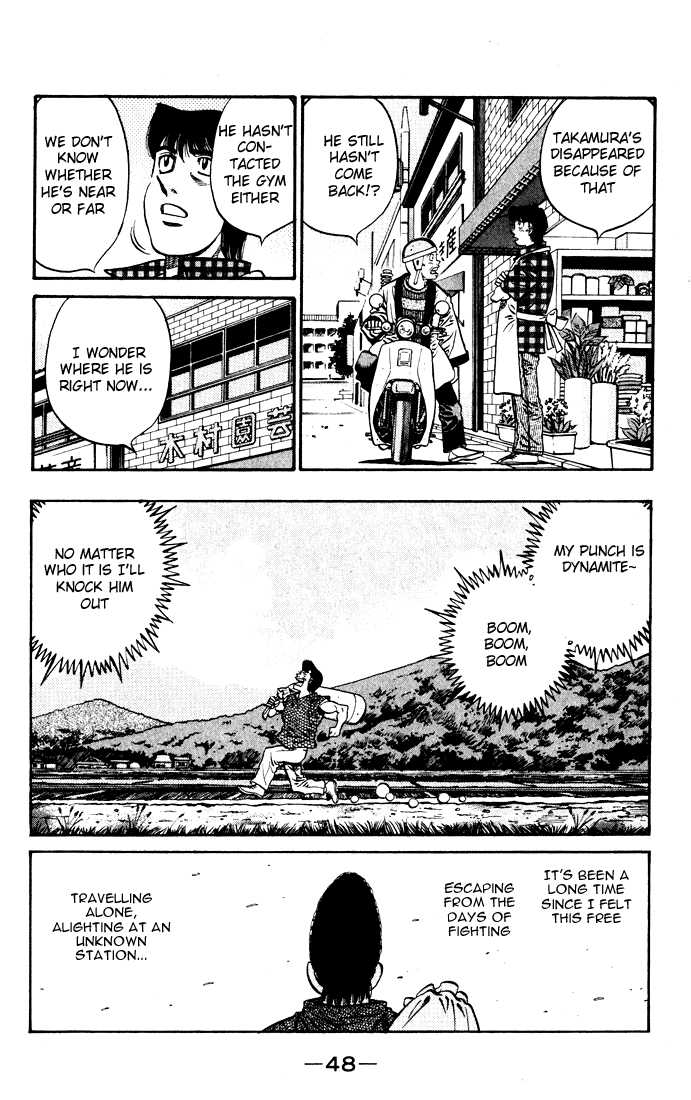 TAKAMURA'S
DISAPPEARED
BECAUSE OF
THAT
HE STILL
HASN'T
COME
BACK!?
HE HASN'T
CON-
TACTED
THE GYM
EITHER
WE DON'T
KNOW
WHETHER
HE'S NEAR
OR FAR
I WONDER
WHERE HE IS
RIGHT NOW...
木村園芸
MY PUNCH IS
DYNAMITE~
BOOM,
BOOM,
BOOM
NO MATTER
WHO IT IS I'LL
KNOCK HIM
OUT
IT'S BEEN A
LONG TIME
SINCE I FELT
THIS FREE
ESCAPING
FROM THE
DAYS OF
FIGHTING
TRAVELLING
ALONE,
ALIGHTING AT AN
UNKNOWN
STATION...
—48—